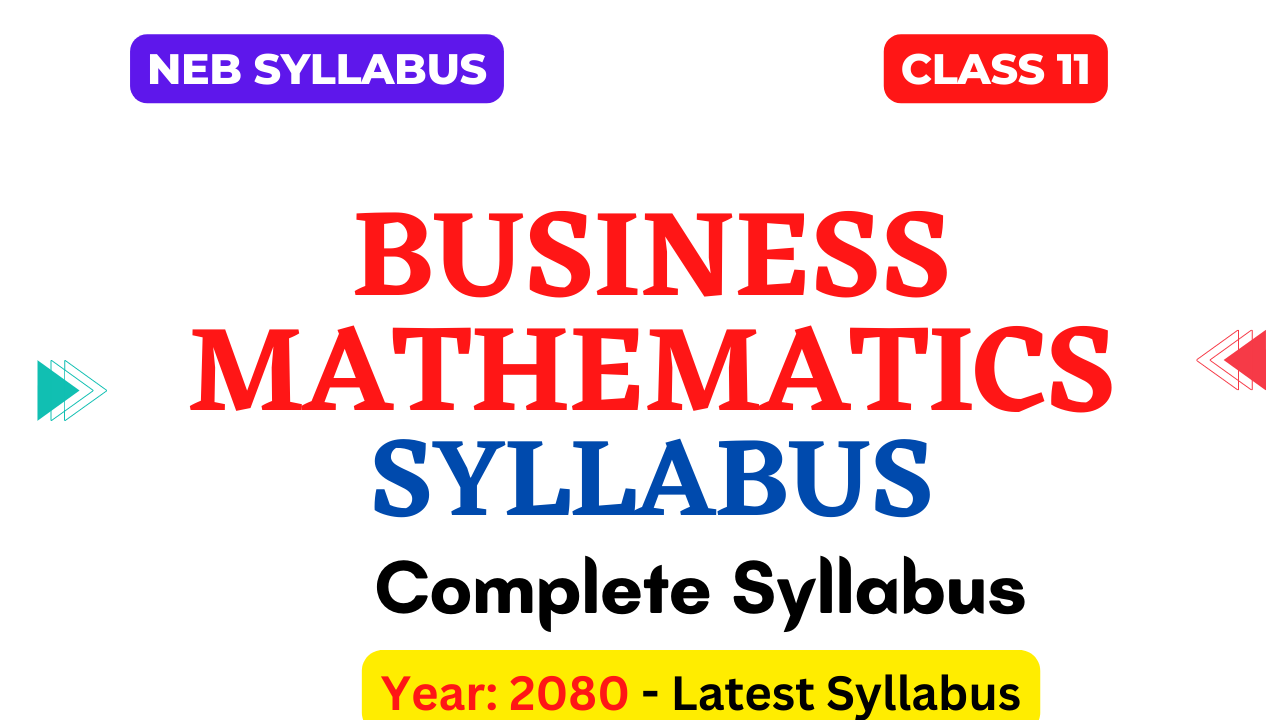 NEB SYLLABUS
CLASS 11
BUSINESS
MATHEMATICS
SYLLABUS
Complete Syllabus
Year: 2080 - Latest Syllabus